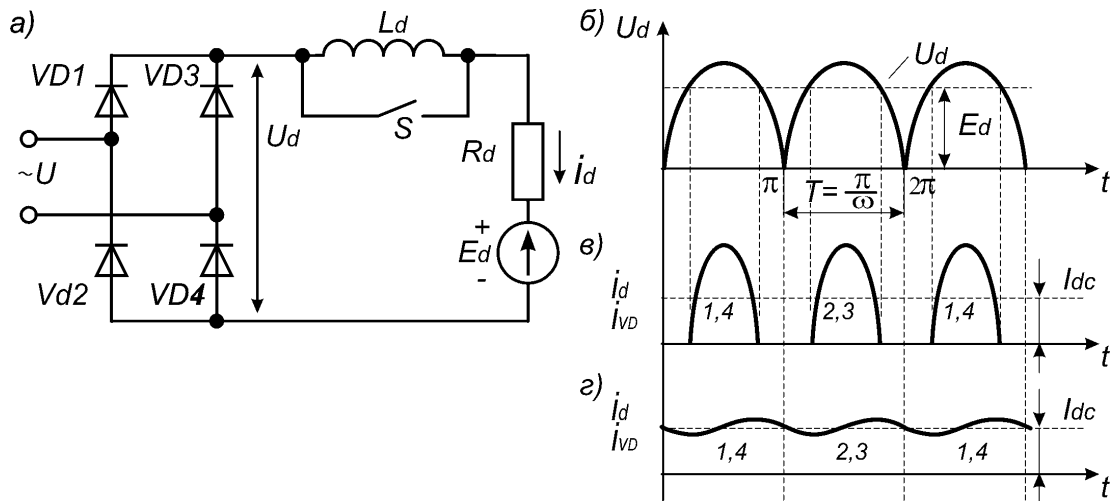 а)
VD1
VD3
~U
Vd2
VD4
Ud
Ld
S
Rd
id
+
Ed
-
б)
Ud
Ud
Ed
t
π
T=π/ω
2π
в)
id
iVD
1,4
2,3
1,4
Idc
t
г)
id
iVD
1,4
2,3
1,4
Idc
t